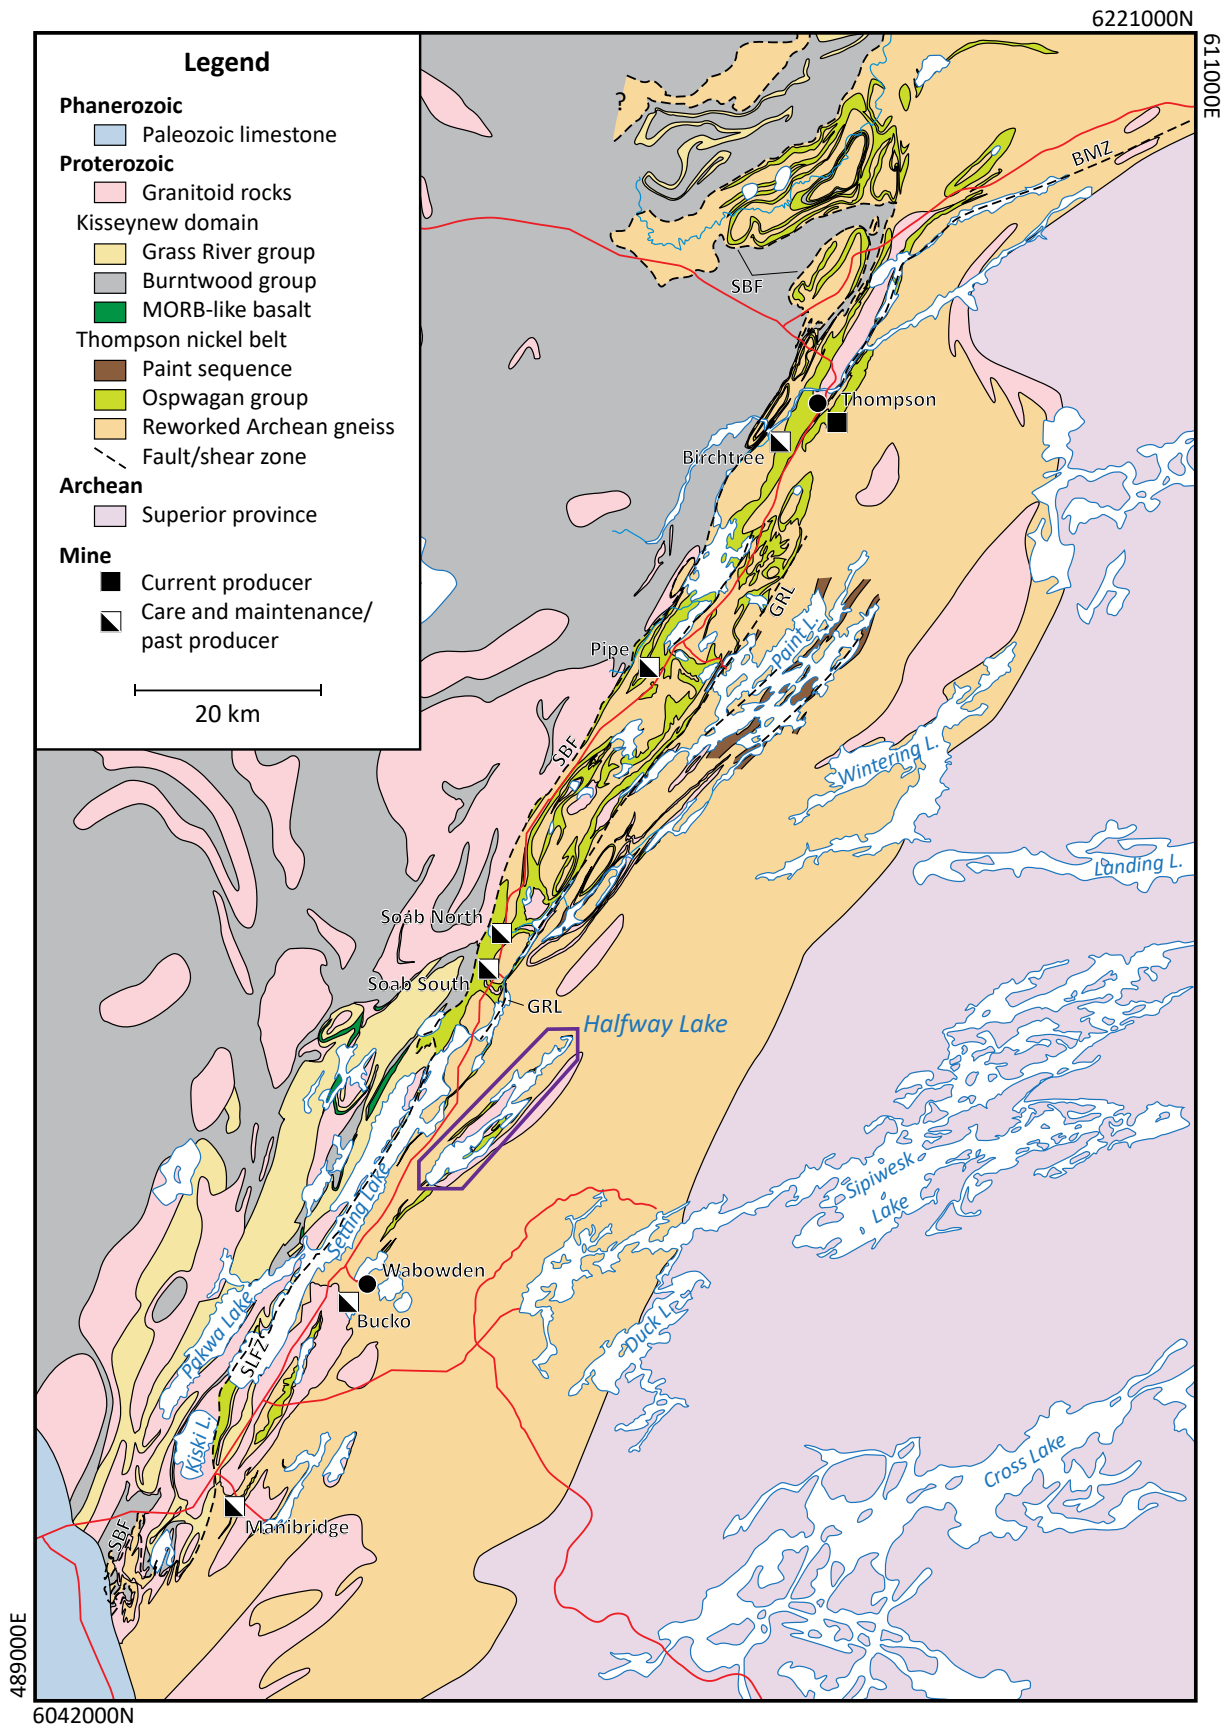 6221000N
611000E
Legend
Phanerozoic
Paleozoic limestone
Proterozoic
Granitoid rocks
Kisseynew domain
Grass River group
Burntwood group
MORB-like basalt
Thompson nickel belt
Paint sequence
Ospwagan group
Reworked Archean gneiss
Fault/shear zone
Archean
Superior province
Mine
Current producer
Care and maintenance/
past producer
20 km
?
BMZ
SBF
Thompson
Birchtree
GRL
Paint L.
Pipe
SBF
Wintering L.
Landing L.
Soab North
Soab South
GRL
Halfway Lake
Sipiwesk
Lake
Setting Lake
Wabowden
Bucko
Pakwa Lake
Duck L.
SLFZ
Kiski L.
Cross Lake
Manibridge
SBF
489000E
6042000N